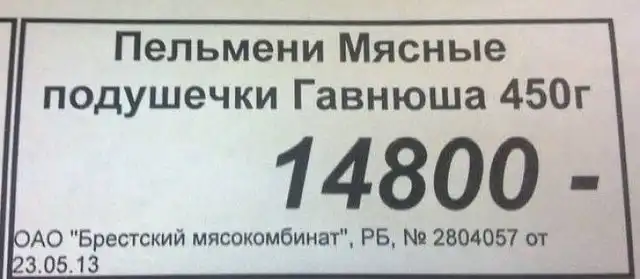 Пельмени Мясные
подушечки Гавнюша 450г
14800 -
ОАО "Брестский мясокомбинат", РБ, № 2804057 от
23.05.13